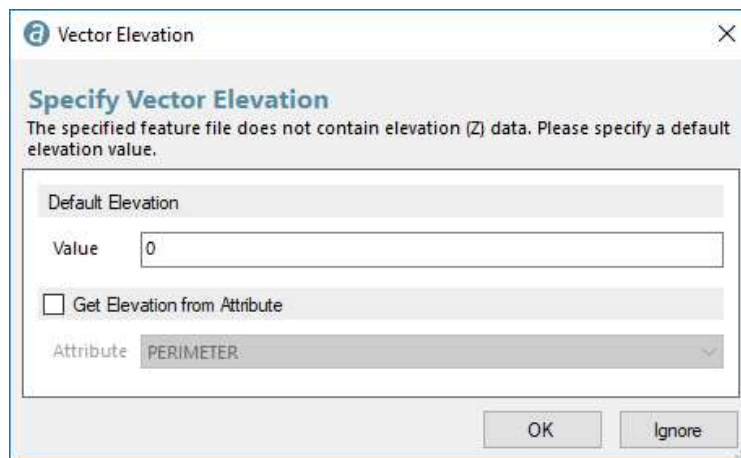 Vector Elevation
Specify Vector Elevation
The specified feature file does not contain elevation (Z) data. Please specify a default
elevation value.
Default Elevation
Value 0
Get Elevation from Attribute
Attribute PERIMETER
OK Ignore